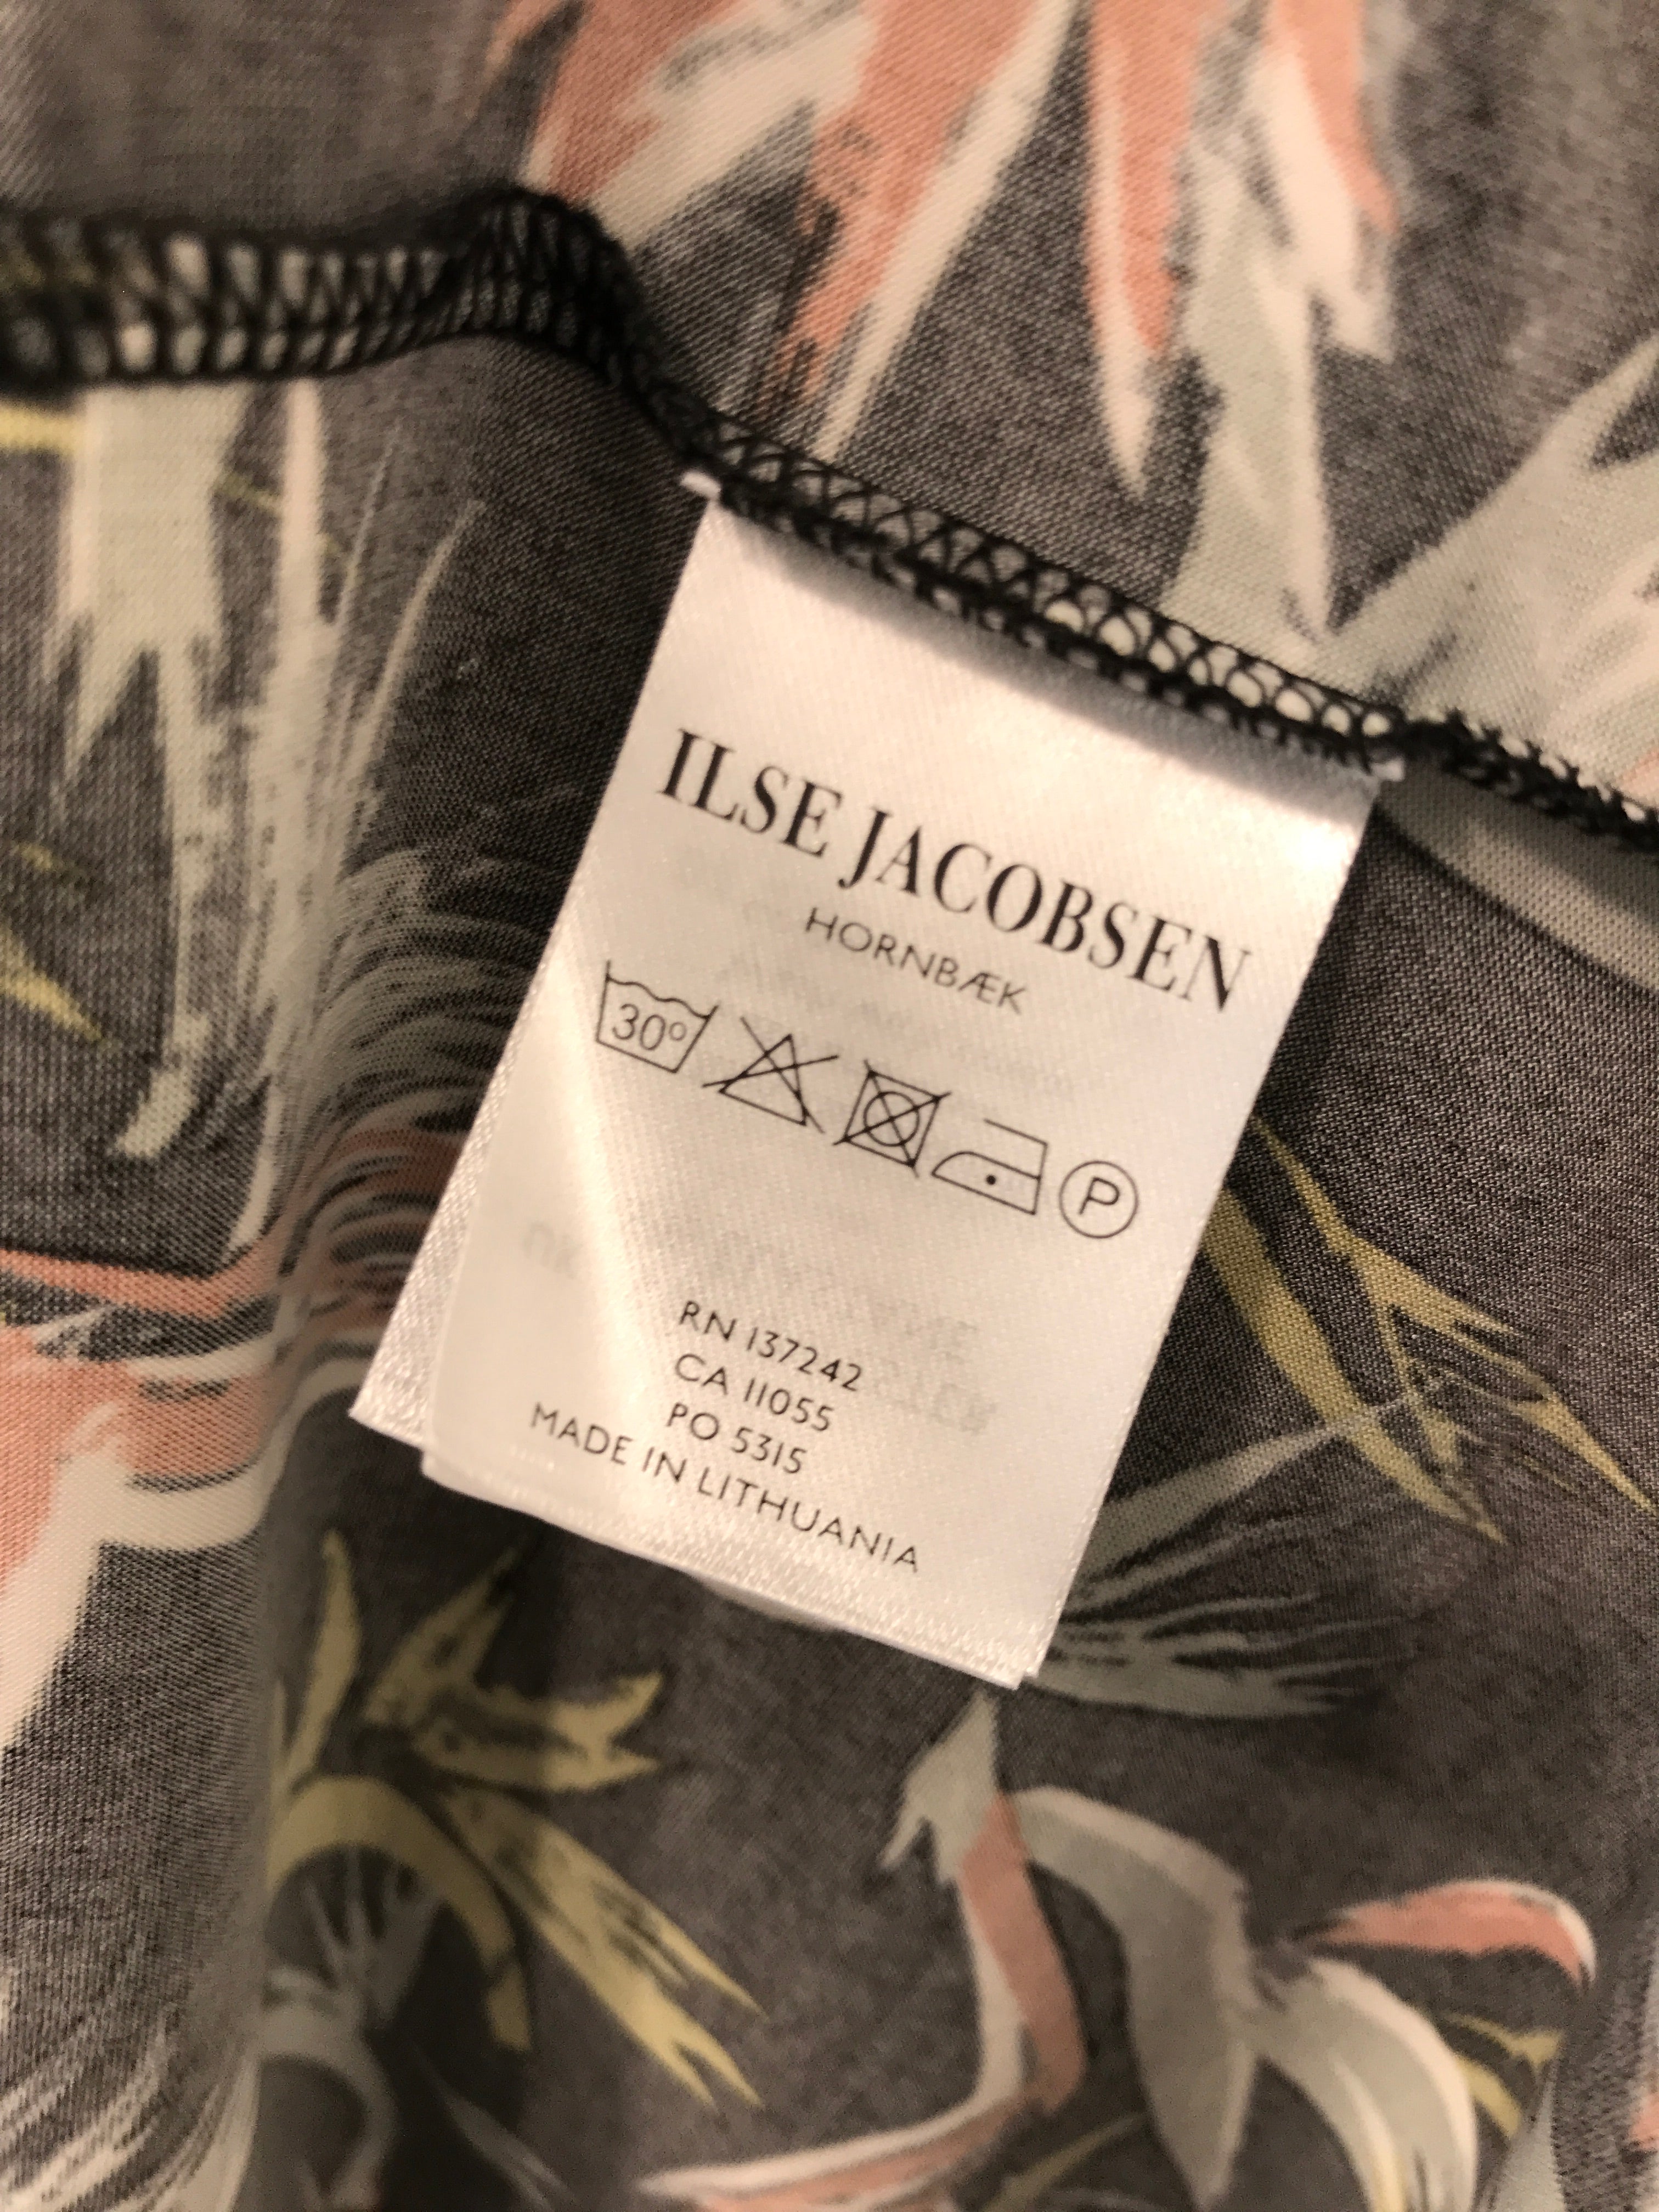 ILSE JACOBSEN
HORNBÆK
30° P
RN 137242
CA 11055
PO 5315
MADE IN LITHUANIA